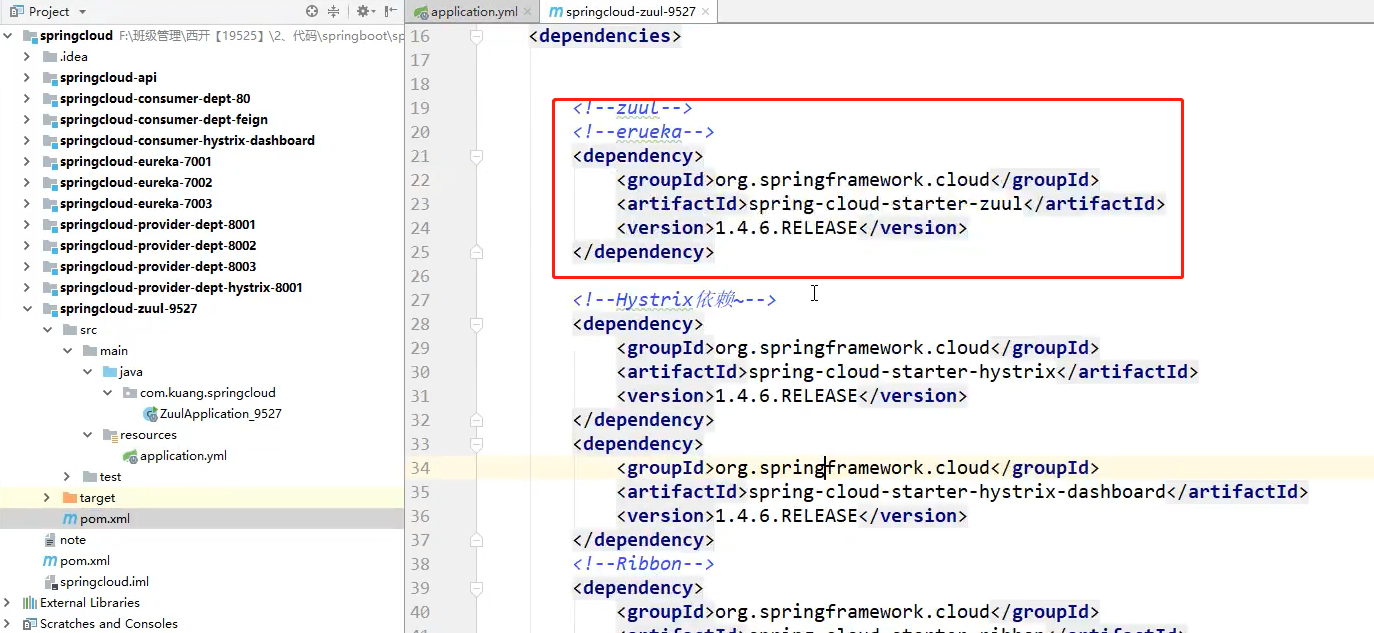 Project
springcloud F:\班级管理\西开【19525】\2、代码\springboot\sp
.idea
springcloud-api
springcloud-consumer-dept-80
springcloud-consumer-dept-feign
springcloud-consumer-hystrix-dashboard
springcloud-eureka-7001
springcloud-eureka-7002
springcloud-eureka-7003
springcloud-provider-dept-8001
springcloud-provider-dept-8002
springcloud-provider-dept-8003
springcloud-provider-dept-hystrix-8001
springcloud-zuul-9527
src
main
java
com.kuang.springcloud
ZuulApplication_9527
resources
application.yml
test
target
pom.xml
note
pom.xml
springcloud.iml
External Libraries
Scratches and Consoles
application.yml
springcloud-zuul-9527
16 <dependencies>
17
18
19 <!--zuul-->
20 <!--erueka-->
21 <dependency>
22 <groupId>org.springframework.cloud</groupId>
23 <artifactId>spring-cloud-starter-zuul</artifactId>
24 <version>1.4.6.RELEASE</version>
25 </dependency>
26
27 <!--Hystrix依赖~-->
28 <dependency>
29 <groupId>org.springframework.cloud</groupId>
30 <artifactId>spring-cloud-starter-hystrix</artifactId>
31 <version>1.4.6.RELEASE</version>
32 </dependency>
33 <dependency>
34 <groupId>org.springframework.cloud</groupId>
35 <artifactId>spring-cloud-starter-hystrix-dashboard</artifactId>
36 <version>1.4.6.RELEASE</version>
37 </dependency>
38 <!--Ribbon-->
39 <dependency>
40 <groupId>org.springframework.cloud</groupId>
41 <artifactId>spring-cloud-starter-ribbon</artifactId>